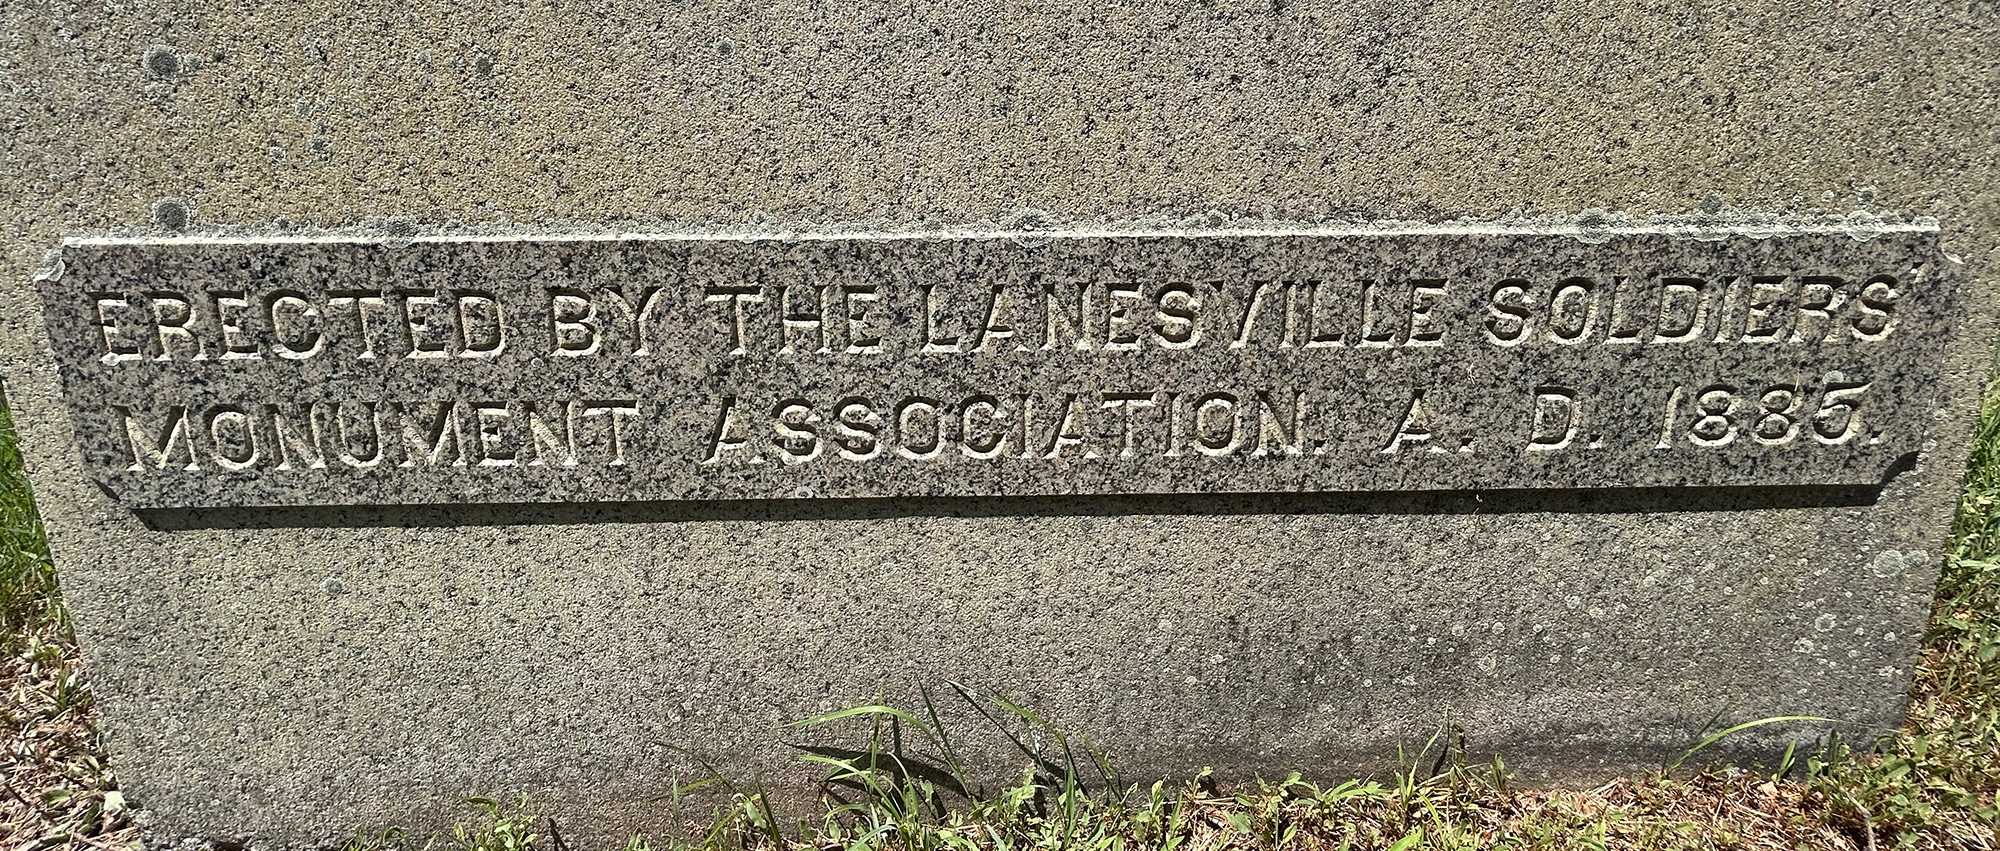 ERECTED BY THE LANESVILLE SOLDIERS'
MONUMENT ASSOCIATION. A. D. 1885.